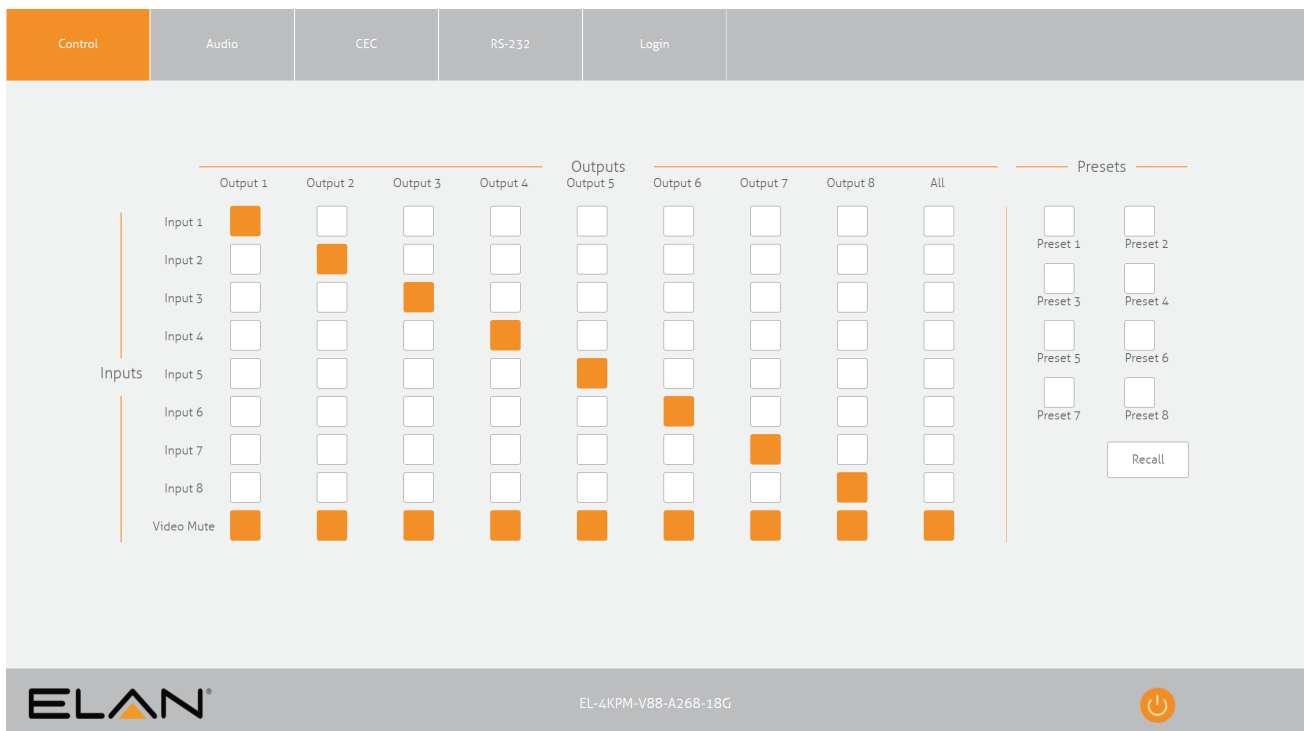 Control Audio CEC RS-232 Login
Outputs Presets
Output 1 Output 2 Output 3 Output 4 Output 5 Output 6 Output 7 Output 8 All
Input 1
Preset 1 Preset 2
Input 2
Input 3
Preset 3 Preset 4
Input 4
Preset 5 Preset 6
Inputs Input 5
Input 6
Preset 7 Preset 8
Input 7
Recall
Input 8
Video Mute
ELAN®
EL-4KPM-V88-A268-18G